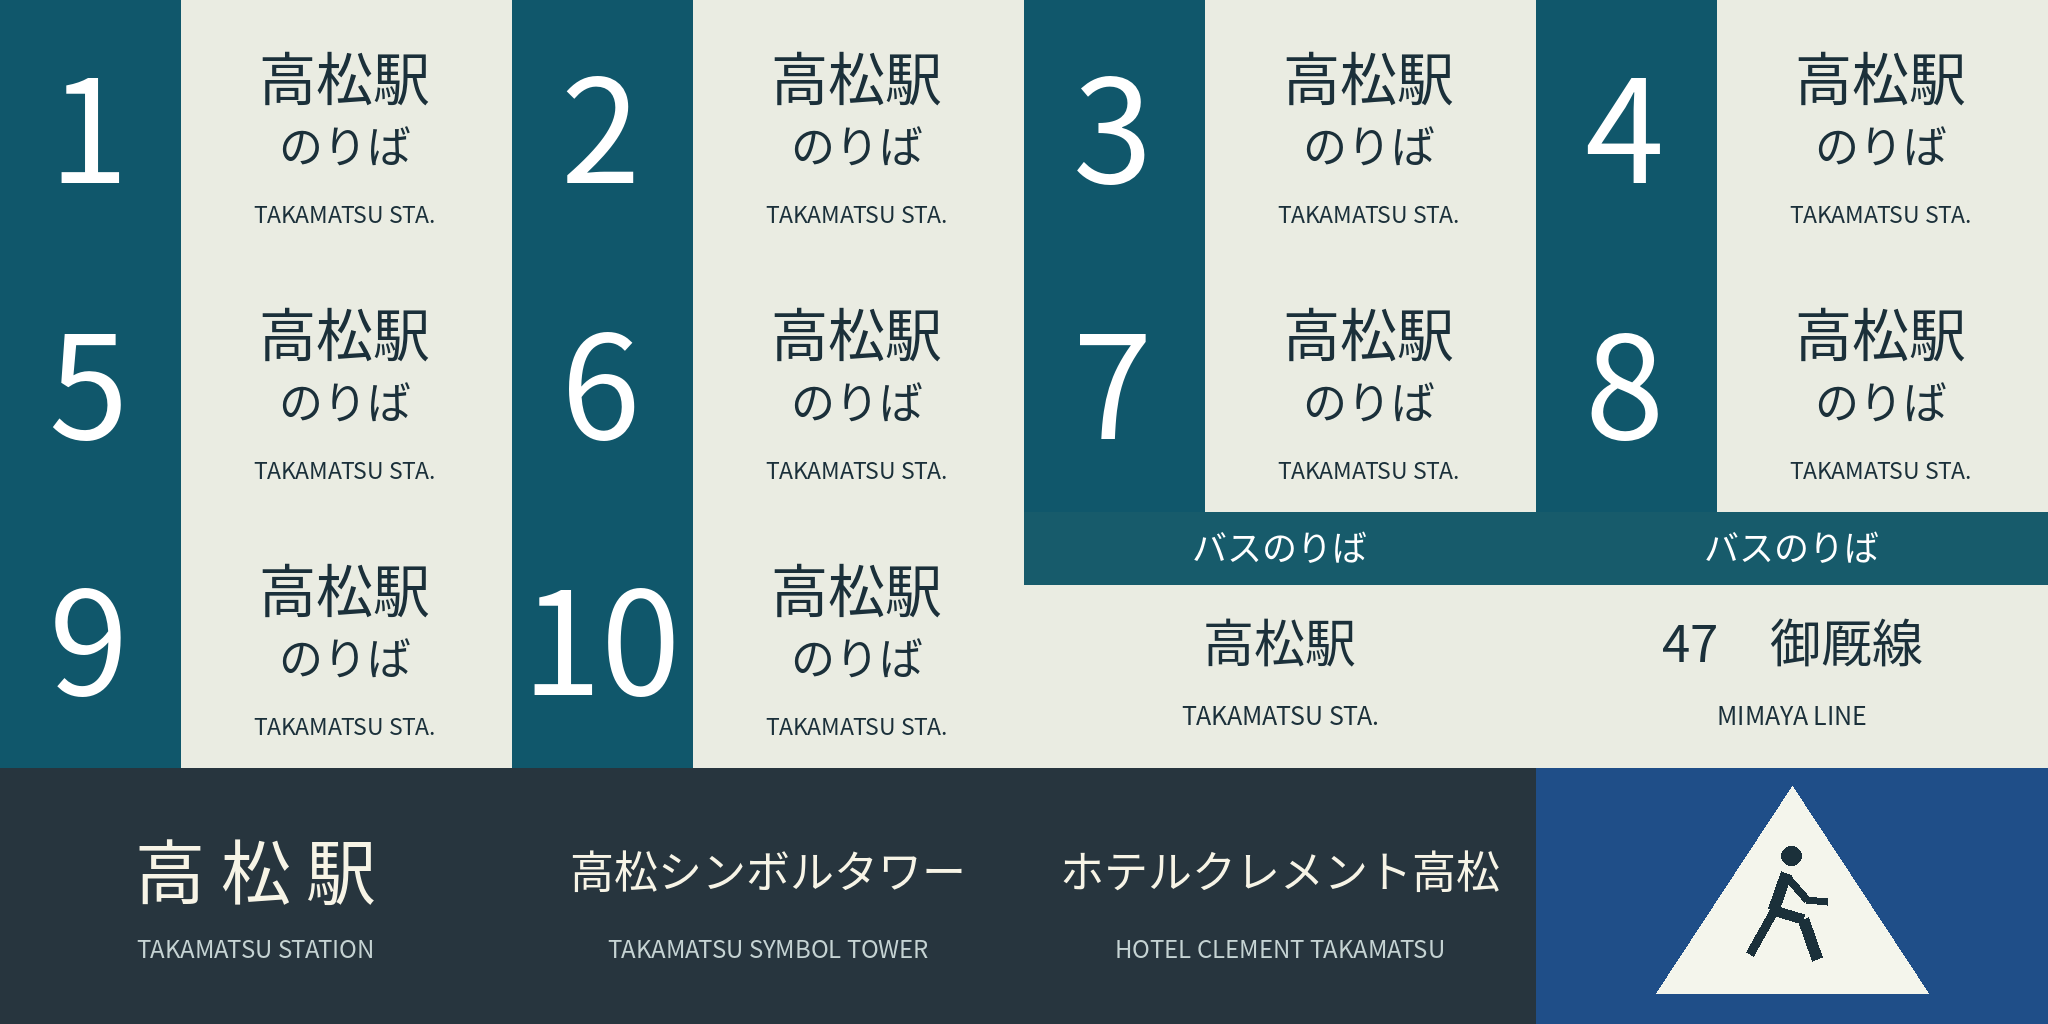 1
高松駅
のりば
TAKAMATSU STA.
2
高松駅
のりば
TAKAMATSU STA.
3
高松駅
のりば
TAKAMATSU STA.
4
高松駅
のりば
TAKAMATSU STA.
5
高松駅
のりば
TAKAMATSU STA.
6
高松駅
のりば
TAKAMATSU STA.
7
高松駅
のりば
TAKAMATSU STA.
8
高松駅
のりば
TAKAMATSU STA.
9
高松駅
のりば
TAKAMATSU STA.
10
高松駅
のりば
TAKAMATSU STA.
バスのりば
高松駅
TAKAMATSU STA.
バスのりば
47　御厩線
MIMAYA LINE
高松駅
TAKAMATSU STATION
高松シンボルタワー
TAKAMATSU SYMBOL TOWER
ホテルクレメント高松
HOTEL CLEMENT TAKAMATSU